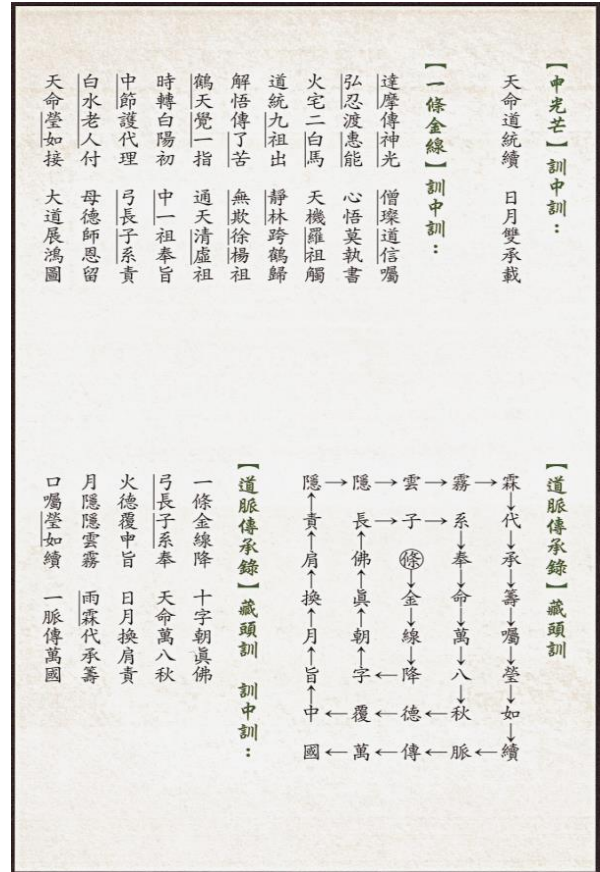 【申光芒】訓中訓：
天命道統續 日月雙承載
【一條金線】訓中訓：
達摩傳神光 僧璨道信囑
弘忍渡惠能 心悟莫執書
火宅二白馬 天機羅祖觸
道統九祖出 靜林跨鶴歸
解悟傳了苦 無欺徐楊祖
鶴天覺一指 通天清虛祖
時轉白陽初 中一祖奉旨
中節護代理 弓長子系責
白水老人付 母德師恩留
天命瑩如接 大道展鴻圖
【道脈傳承錄】藏頭訓
霖代承籌囑瑩如續
霧系奉命萬八秋脈
雲子條金線降德傳
隱長佛眞朝字覆萬
隱責肩換月旨中國
【道脈傳承錄】藏頭訓 訓中訓：
一條金線降 十字朝眞佛
弓長子系奉 天命萬八秋
火德覆申旨 日月換肩責
月隱隱雲霧 雨霖代承籌
口囑瑩如續 一脈傳萬國